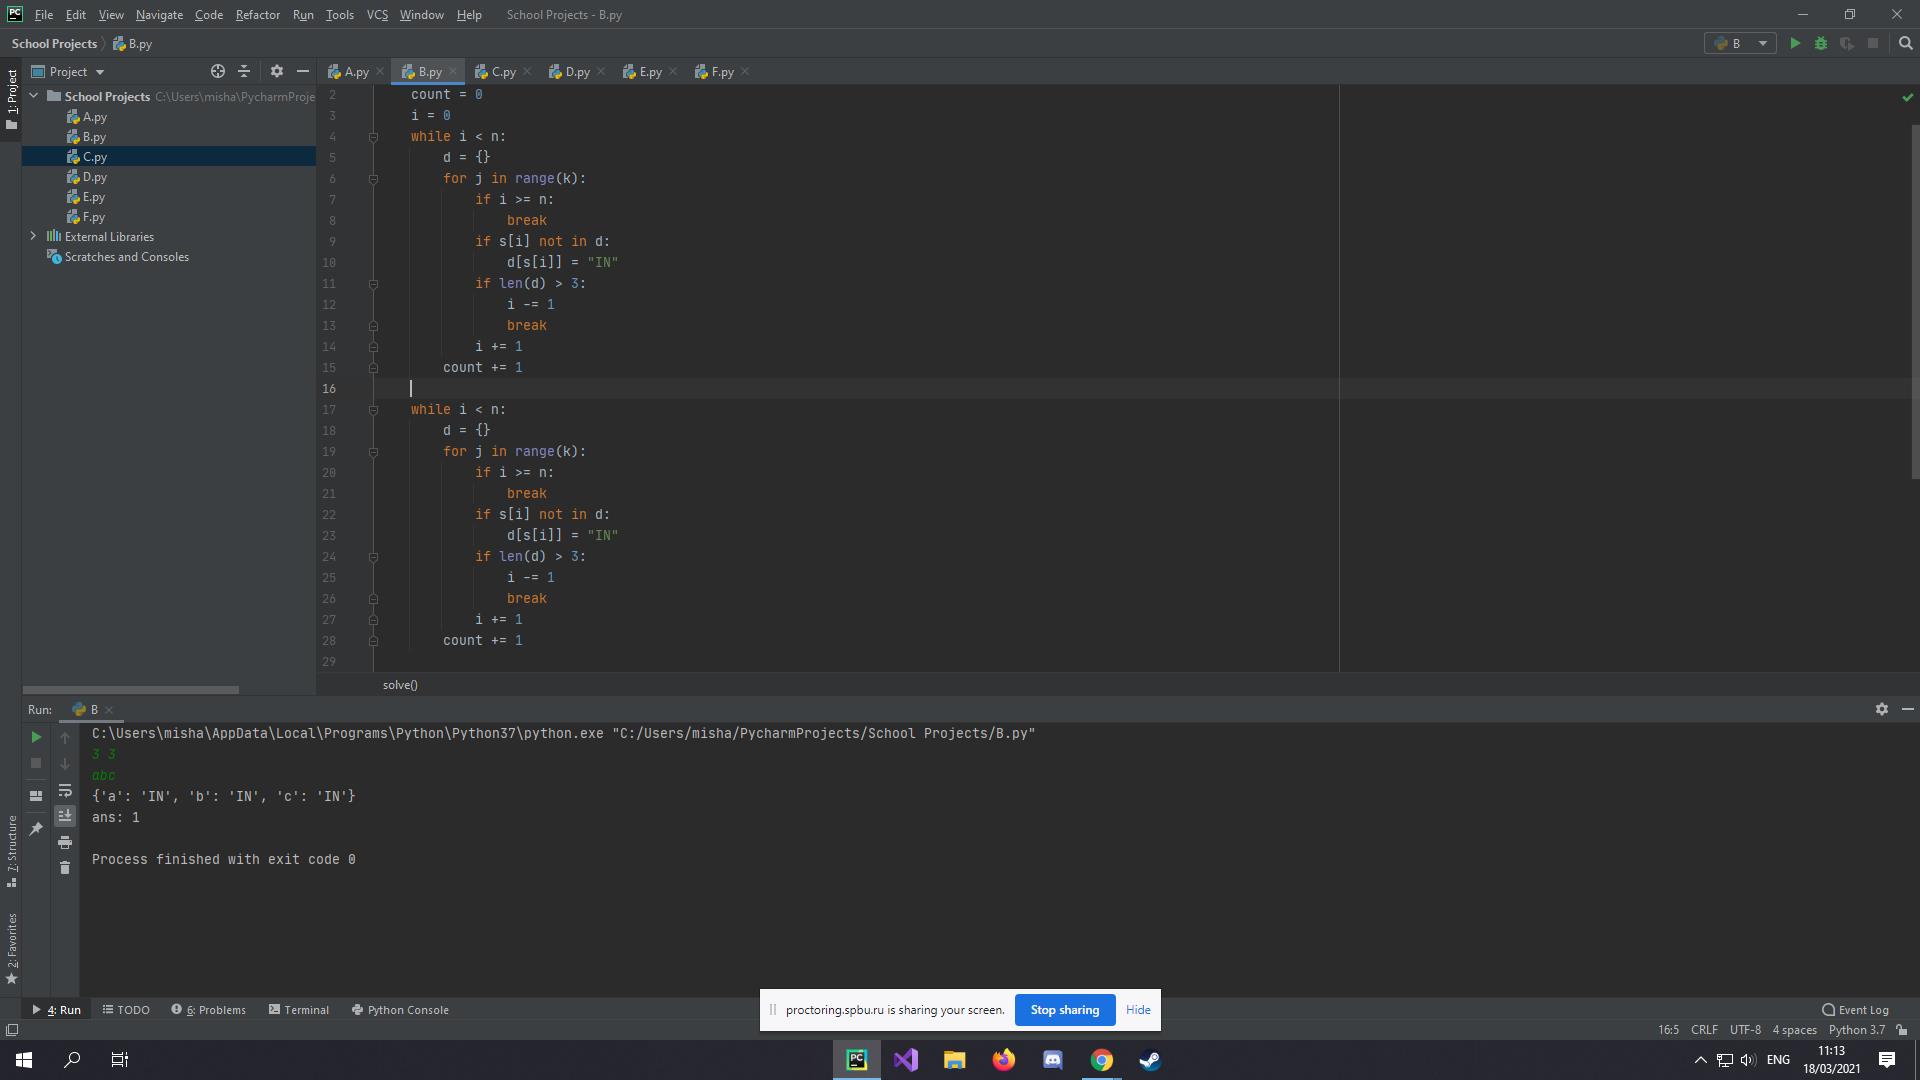 PC File Edit View Navigate Code Refactor Run Tools VCS Window Help School Projects - B.py
School Projects B.py B
1: Project
Project
A.py B.py C.py D.py E.py F.py
School Projects C:\Users\misha\PycharmProje
A.py
B.py
C.py
D.py
E.py
F.py
External Libraries
Scratches and Consoles
2 count = 0
3 i = 0
4 while i < n:
5 d = {}
6 for j in range(k):
7 if i >= n:
8 break
9 if s[i] not in d:
10 d[s[i]] = "IN"
11 if len(d) > 3:
12 i -= 1
13 break
14 i += 1
15 count += 1
16
17 while i < n:
18 d = {}
19 for j in range(k):
20 if i >= n:
21 break
22 if s[i] not in d:
23 d[s[i]] = "IN"
24 if len(d) > 3:
25 i -= 1
26 break
27 i += 1
28 count += 1
29
solve()
Run: B
C:\Users\misha\AppData\Local\Programs\Python\Python37\python.exe "C:/Users/misha/PycharmProjects/School Projects/B.py"
3 3
abc
{'a': 'IN', 'b': 'IN', 'c': 'IN'}
ans: 1
Process finished with exit code 0
7: Structure
2: Favorites
proctoring.spbu.ru is sharing your screen. Stop sharing Hide
4: Run TODO 6: Problems Terminal Python Console Event Log
16:5 CRLF UTF-8 4 spaces Python 3.7
PC ENG 11:13
18/03/2021